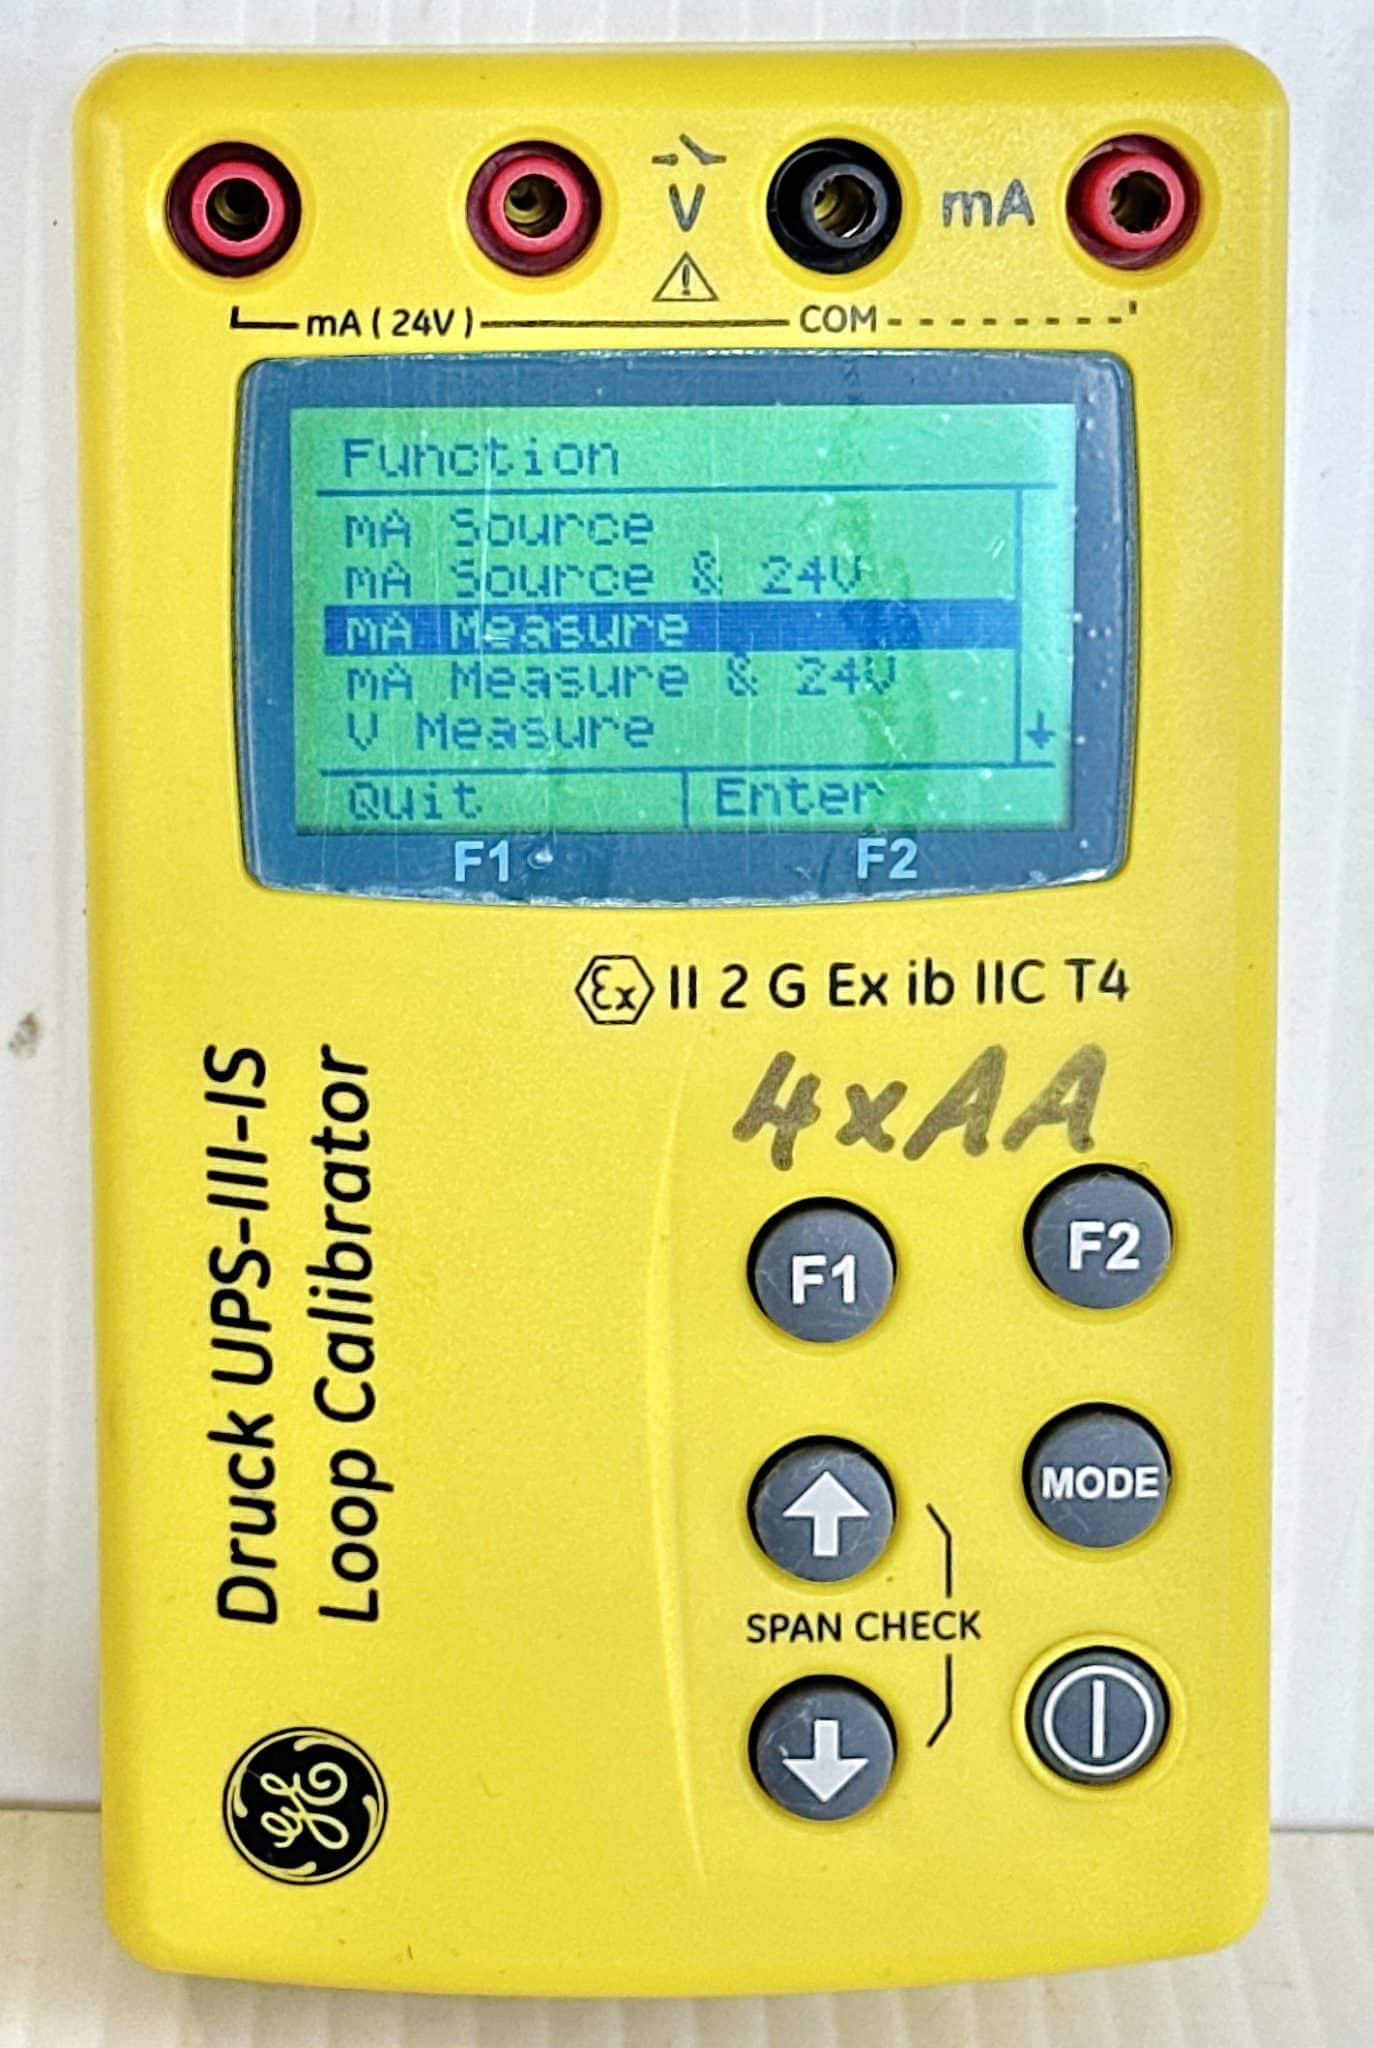 V
mA
mA ( 24V )
COM
Function
mA Source
mA Source & 24V
mA Measure
mA Measure & 24V
V Measure
Quit
Enter
F1
F2
Ex II 2 G Ex ib IIC T4
4xAA
Druck UPS-III-IS
Loop Calibrator
F1
F2
MODE
SPAN CHECK
GE